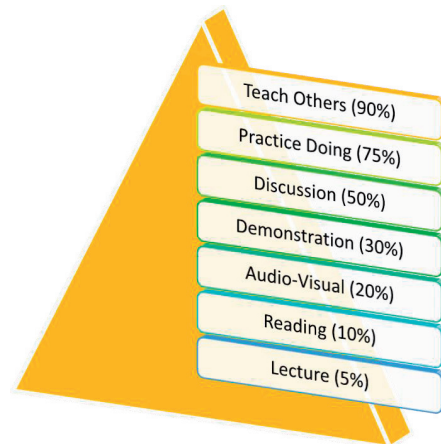 Teach Others (90%)
Practice Doing (75%)
Discussion (50%)
Demonstration (30%)
Audio-Visual (20%)
Reading (10%)
Lecture (5%)